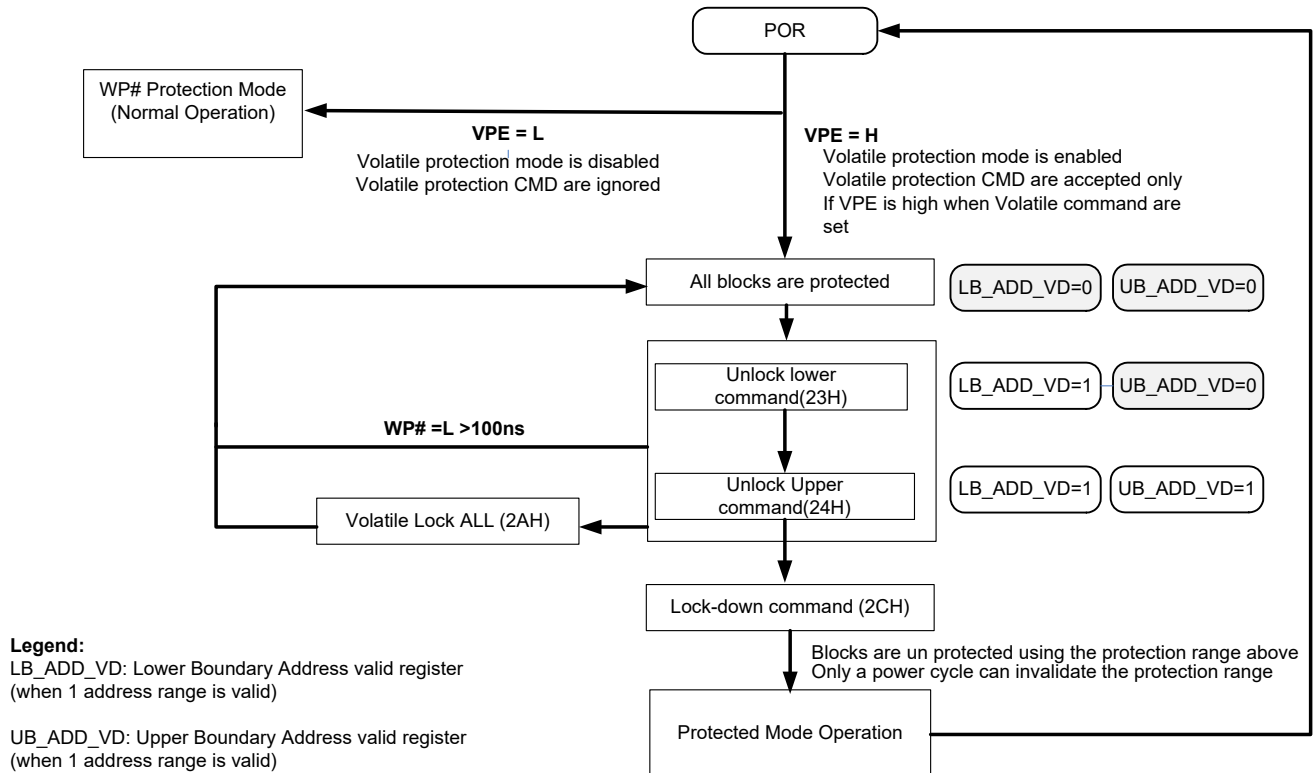 POR
WP# Protection Mode
(Normal Operation)
VPE = L
Volatile protection mode is disabled
Volatile protection CMD are ignored
VPE = H
Volatile protection mode is enabled
Volatile protection CMD are accepted only
If VPE is high when Volatile command are
set
All blocks are protected
LB_ADD_VD=0
UB_ADD_VD=0
Unlock lower
command(23H)
LB_ADD_VD=1
UB_ADD_VD=0
WP# =L >100ns
Unlock Upper
command(24H)
LB_ADD_VD=1
UB_ADD_VD=1
Volatile Lock ALL (2AH)
Lock-down command (2CH)
Blocks are un protected using the protection range above
Only a power cycle can invalidate the protection range
Protected Mode Operation
Legend:
LB_ADD_VD: Lower Boundary Address valid register
(when 1 address range is valid)
UB_ADD_VD: Upper Boundary Address valid register
(when 1 address range is valid)